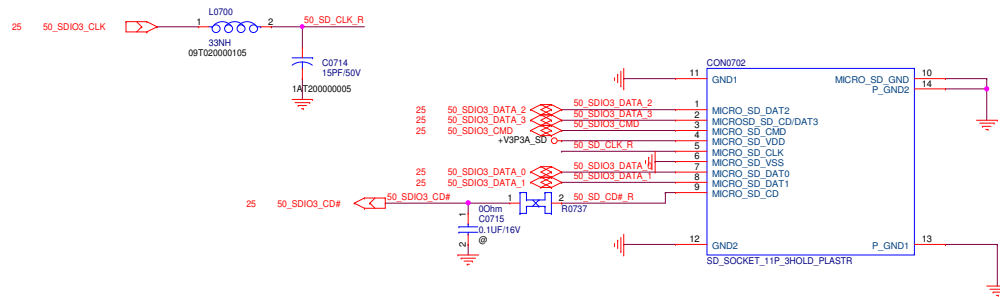 L0700
25 50_SDIO3_CLK 1 2 50_SD_CLK_R
33NH
09T020000105
C0714
15PF/50V
1AT200000005
CON0702
11 GND1 MICRO_SD_GND 10
P_GND2 14
25 50_SDIO3_DATA_2 50_SDIO3_DATA_2 1 MICRO_SD_DAT2
25 50_SDIO3_DATA_3 50_SDIO3_DATA_3 2 MICROSD_SD_CD/DAT3
25 50_SDIO3_CMD 50_SDIO3_CMD 3 MICRO_SD_CMD
+V3P3A_SD 4 MICRO_SD_VDD
50_SD_CLK_R 5 MICRO_SD_CLK
6 MICRO_SD_VSS
25 50_SDIO3_DATA_0 50_SDIO3_DATA_0 7 MICRO_SD_DAT0
25 50_SDIO3_DATA_1 50_SDIO3_DATA_1 8 MICRO_SD_DAT1
9 MICRO_SD_CD
25 50_SDIO3_CD# 50_SDIO3_CD# 1 2 50_SD_CD#_R
0Ohm R0737
1 C0715
0.1UF/16V
2 @
12 GND2 P_GND1 13
SD_SOCKET_11P_3HOLD_PLASTR